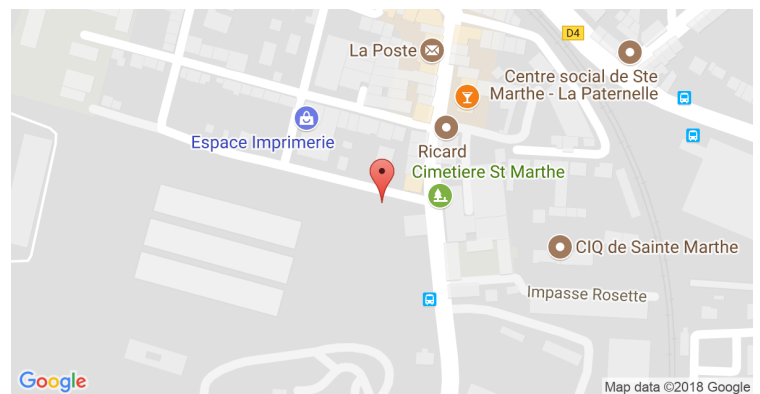 D4
La Poste
Centre social de Ste
Marthe - La Paternelle
Espace Imprimerie
Ricard
Cimetiere St Marthe
CIQ de Sainte Marthe
Impasse Rosette
Google
Map data ©2018 Google